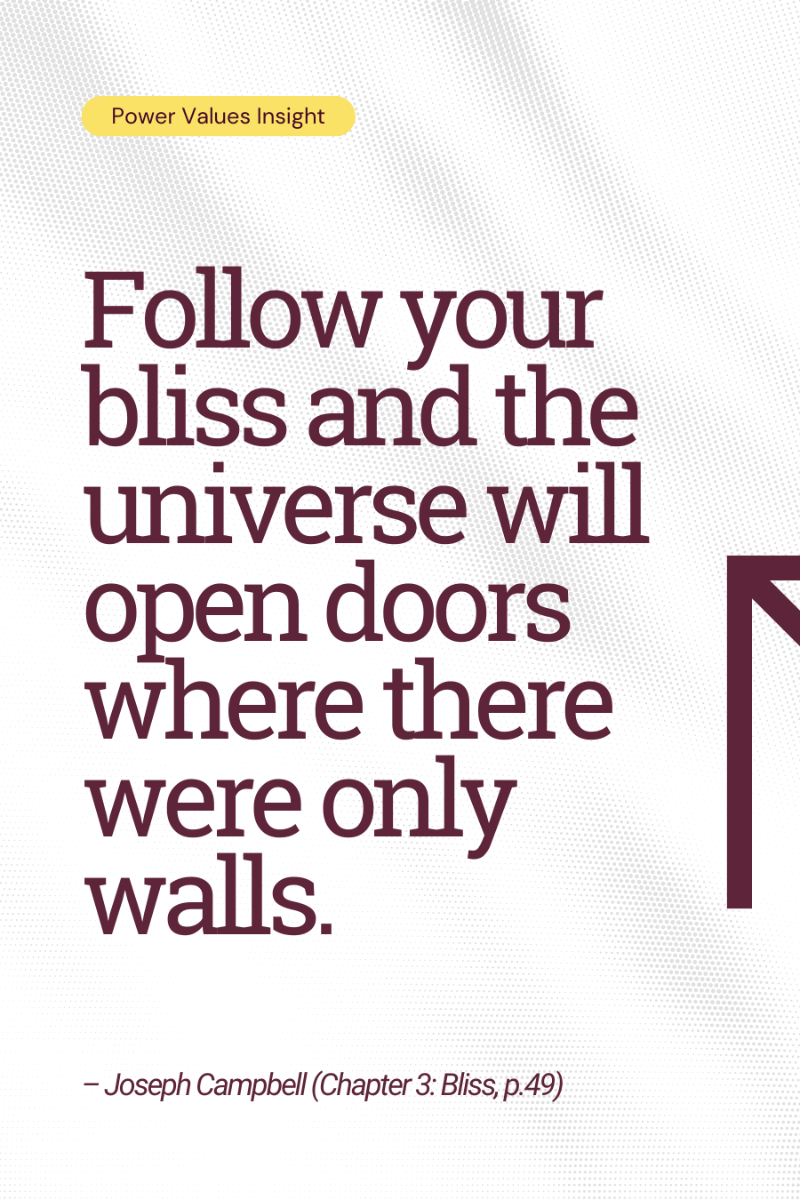 Power Values Insight
Follow your
bliss and the
universe will
open doors
where there
were only
walls.
– Joseph Campbell (Chapter 3: Bliss, p.49)